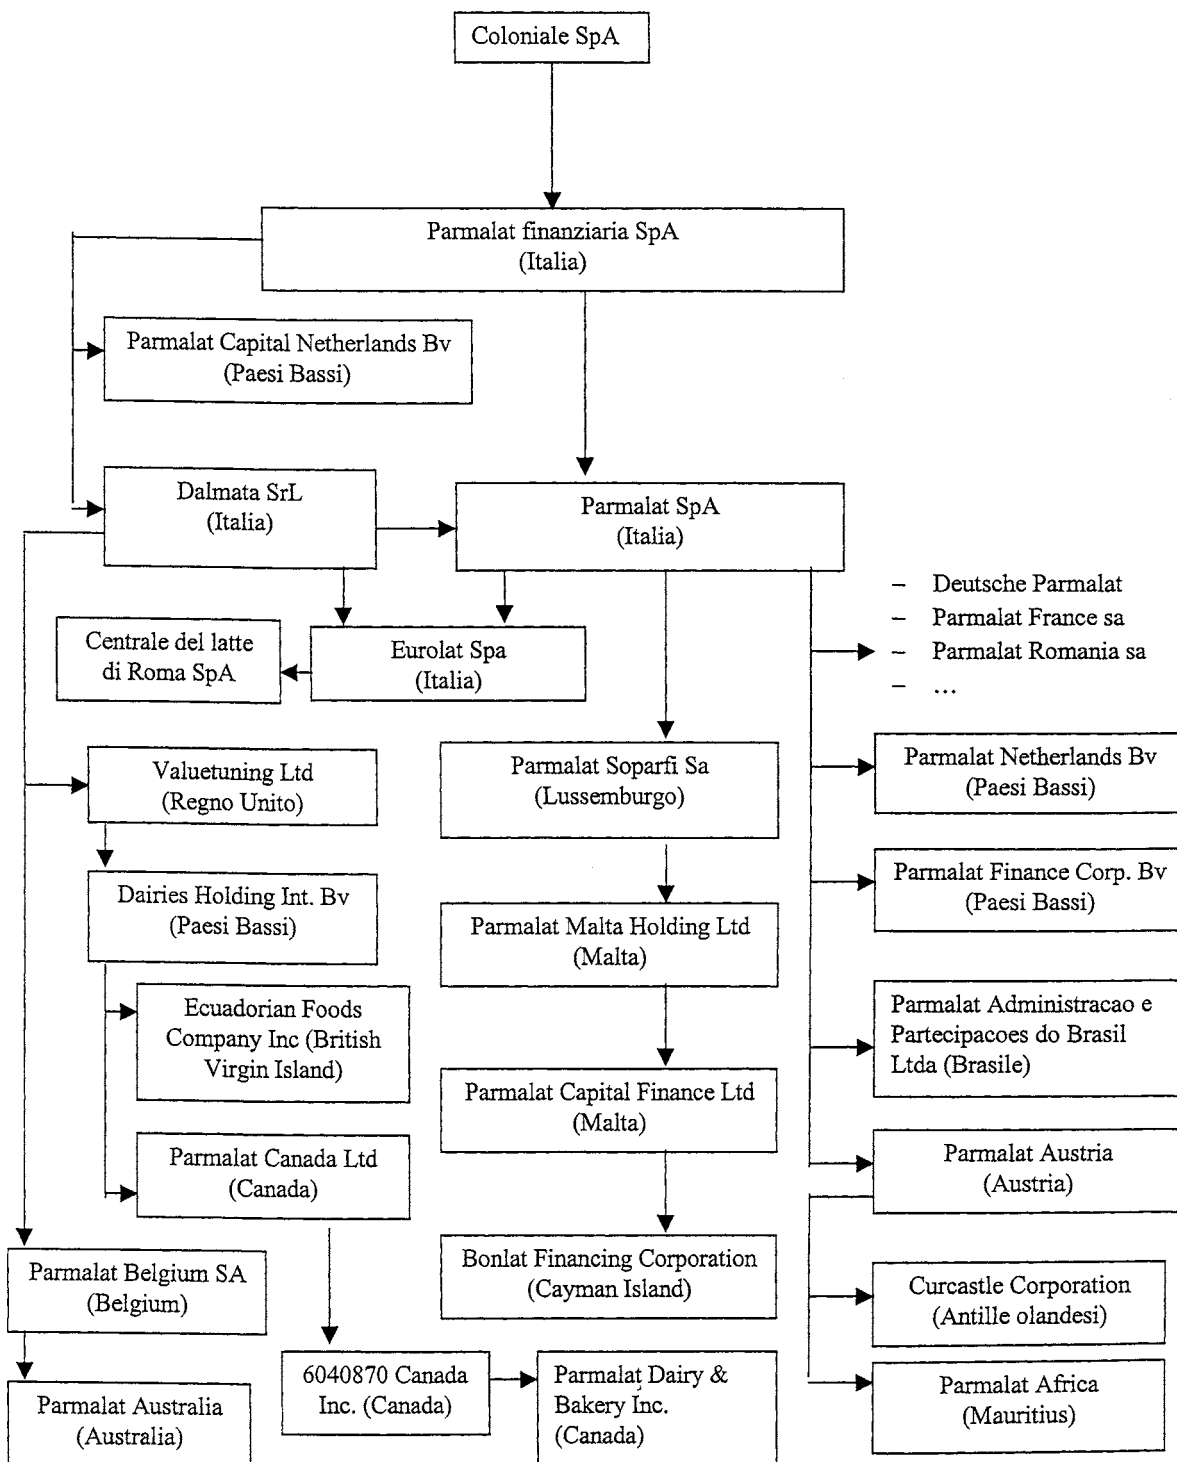 Coloniale SpA
Parmalat finanziaria SpA
(Italia)
Parmalat Capital Netherlands Bv
(Paesi Bassi)
Dalmata SrL
(Italia)
Parmalat SpA
(Italia)
– Deutsche Parmalat
– Parmalat France sa
– Parmalat Romania sa
– …
Centrale del latte
di Roma SpA
Eurolat Spa
(Italia)
Valuetuning Ltd
(Regno Unito)
Parmalat Soparfi Sa
(Lussemburgo)
Parmalat Netherlands Bv
(Paesi Bassi)
Dairies Holding Int. Bv
(Paesi Bassi)
Parmalat Malta Holding Ltd
(Malta)
Parmalat Finance Corp. Bv
(Paesi Bassi)
Ecuadorian Foods
Company Inc (British
Virgin Island)
Parmalat Capital Finance Ltd
(Malta)
Parmalat Administracao e
Partecipacoes do Brasil
Ltda (Brasile)
Parmalat Canada Ltd
(Canada)
Parmalat Austria
(Austria)
Parmalat Belgium SA
(Belgium)
Bonlat Financing Corporation
(Cayman Island)
Curcastle Corporation
(Antille olandesi)
Parmalat Australia
(Australia)
6040870 Canada
Inc. (Canada)
Parmalat Dairy &
Bakery Inc.
(Canada)
Parmalat Africa
(Mauritius)